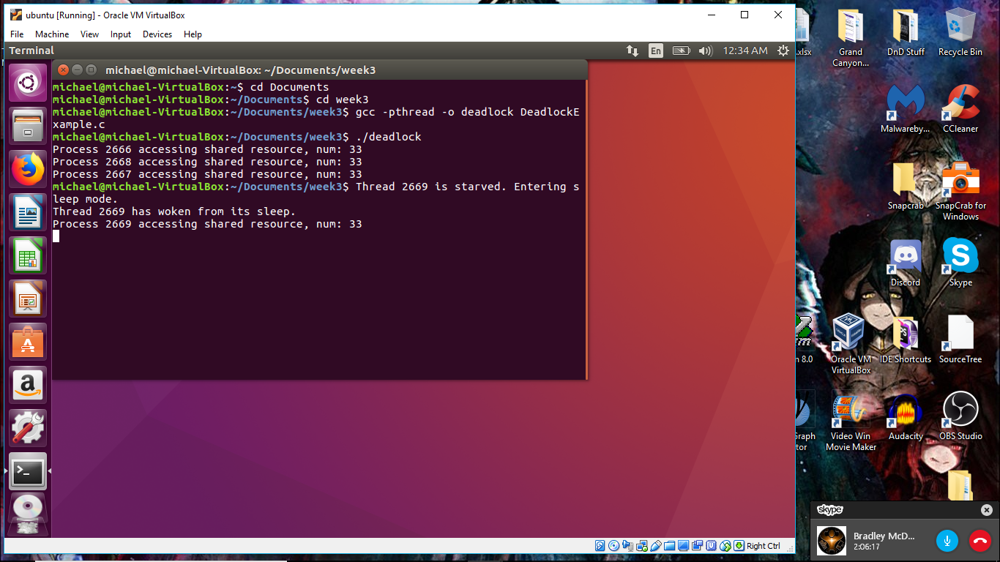 ubuntu [Running] - Oracle VM VirtualBox
File Machine View Input Devices Help
Terminal
En
12:34 AM
michael@michael-VirtualBox: ~/Documents/week3
michael@michael-VirtualBox:~$ cd Documents
michael@michael-VirtualBox:~/Documents$ cd week3
michael@michael-VirtualBox:~/Documents/week3$ gcc -pthread -o deadlock DeadlockE
xample.c
michael@michael-VirtualBox:~/Documents/week3$ ./deadlock
Process 2666 accessing shared resource, num: 33
Process 2668 accessing shared resource, num: 33
Process 2667 accessing shared resource, num: 33
michael@michael-VirtualBox:~/Documents/week3$ Thread 2669 is starved. Entering s
leep mode.
Thread 2669 has woken from its sleep.
Process 2669 accessing shared resource, num: 33
Right Ctrl
.xlsx
Grand
Canyon...
DnD Stuff
Recycle Bin
Malwareby...
CCleaner
Snapcrab
SnapCrab for
Windows
Discord
Skype
8.0
Oracle VM
VirtualBox
IDE Shortcuts
SourceTree
Video Win
Movie Maker
Audacity
OBS Studio
skype
Bradley McD...
2:06:17